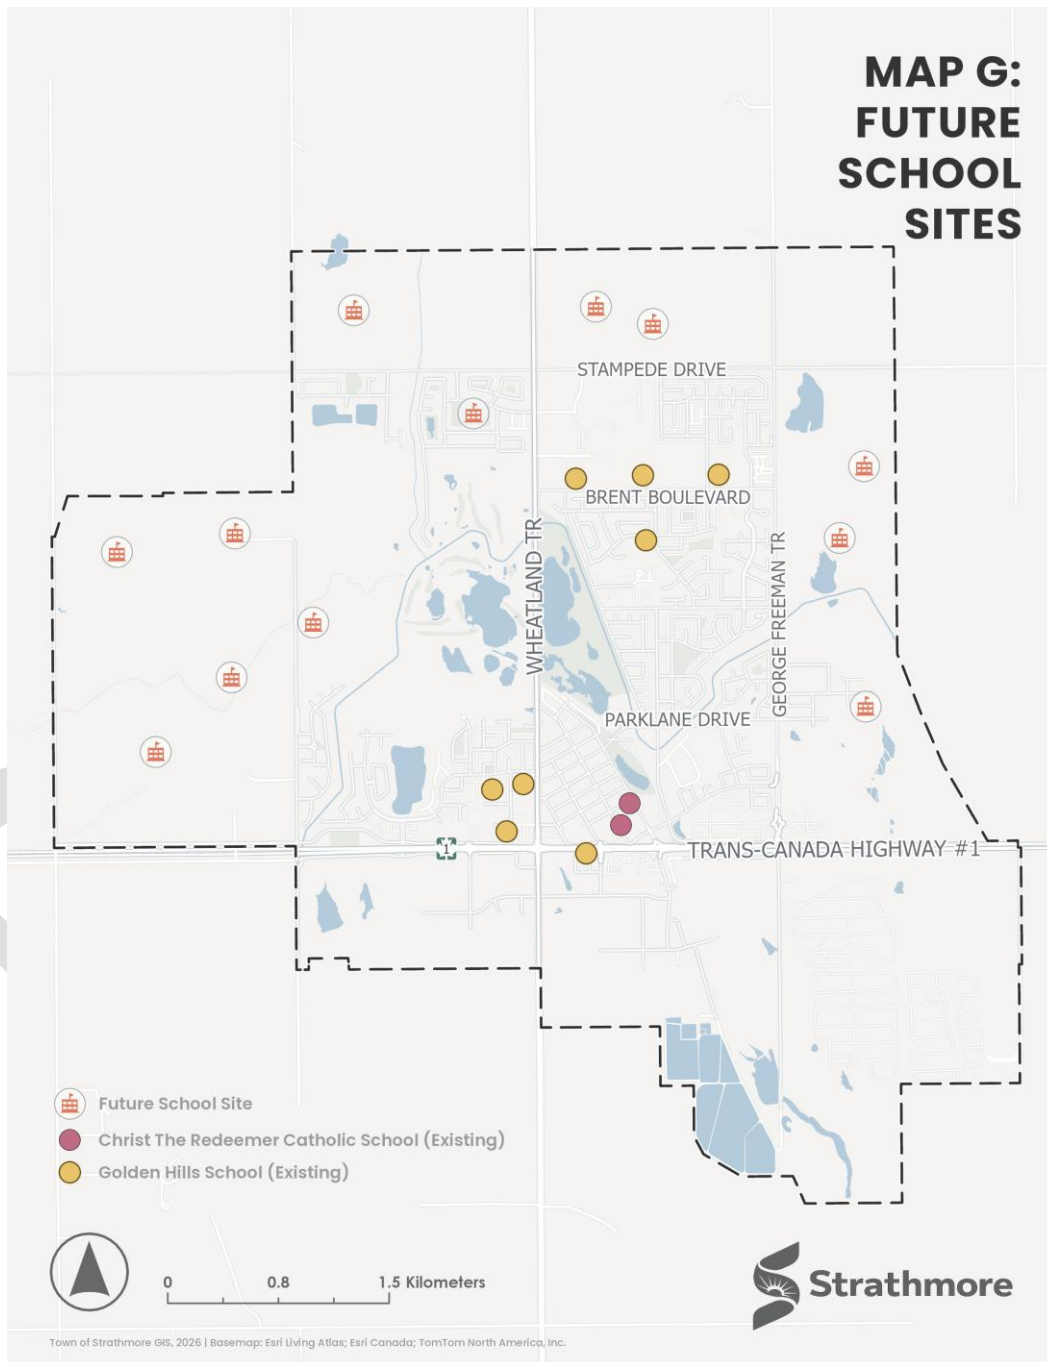 MAP G:
FUTURE
SCHOOL
SITES
STAMPEDE DRIVE
BRENT BOULEVARD
WHEATLAND TR
GEORGE FREEMAN TR
PARKLANE DRIVE
1
TRANS-CANADA HIGHWAY #1
Future School Site
Christ The Redeemer Catholic School (Existing)
Golden Hills School (Existing)
0 0.8 1.5 Kilometers
Strathmore
Town of Strathmore GIS, 2026 | Basemap: Esri Living Atlas; Esri Canada; TomTom North America, Inc.